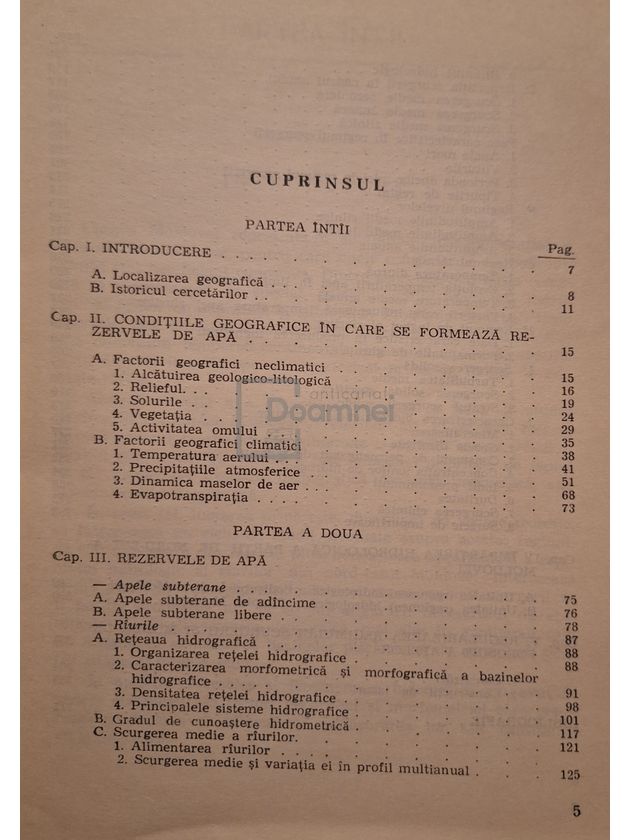 CUPRINSUL
PARTEA ÎNTÎI
Pag.
Cap. I. INTRODUCERE . . . . . . . . . . . 7
A. Localizarea geografică . . . . . . . . . . 8
B. Istoricul cercetărilor . . . . . . . . . . 11
Cap. II. CONDIȚIILE GEOGRAFICE ÎN CARE SE FORMEAZĂ RE-
ZERVELE DE APĂ . . . . . . . . . . 15
A. Factorii geografici neclimatici . . . . . . . . 15
1. Alcătuirea geologico-litologică . . . . . . . 16
2. Relieful. . . . . . . . . . . . 19
3. Solurile . . . . . . . . . . . 24
4. Vegetația . . . . . . . . . . . 29
5. Activitatea omului . . . . . . . . . 35
B. Factorii geografici climatici . . . . . . . . 38
1. Temperatura aerului . . . . . . . . . 41
2. Precipitațiile atmosferice . . . . . . . . 51
3. Dinamica maselor de aer . . . . . . . . 68
4. Evapotranspirația . . . . . . . . . . 73
anticariat
Doamnei
PARTEA A DOUA
Cap. III. REZERVELE DE APĂ
— Apele subterane . . . . . . . . . . 75
A. Apele subterane de adîncime . . . . . . . . 76
B. Apele subterane libere . . . . . . . . . 78
— Rîurile . . . . . . . . . . . . 87
A. Rețeaua hidrografică . . . . . . . . . 88
1. Organizarea rețelei hidrografice . . . . . . . 88
2. Caracterizarea morfometrică și morfografică a bazinelor
hidrografice . . . . . . . . . . . 91
3. Densitatea rețelei hidrografice . . . . . . . 98
4. Principalele sisteme hidrografice . . . . . . . 101
B. Gradul de cunoaștere hidrometrică . . . . . . . 117
C. Scurgerea medie a rîurilor. . . . . . . . . 121
1. Alimentarea rîurilor . . . . . . . . .
2. Scurgerea medie și variația ei în profil multianual . . . 125
5